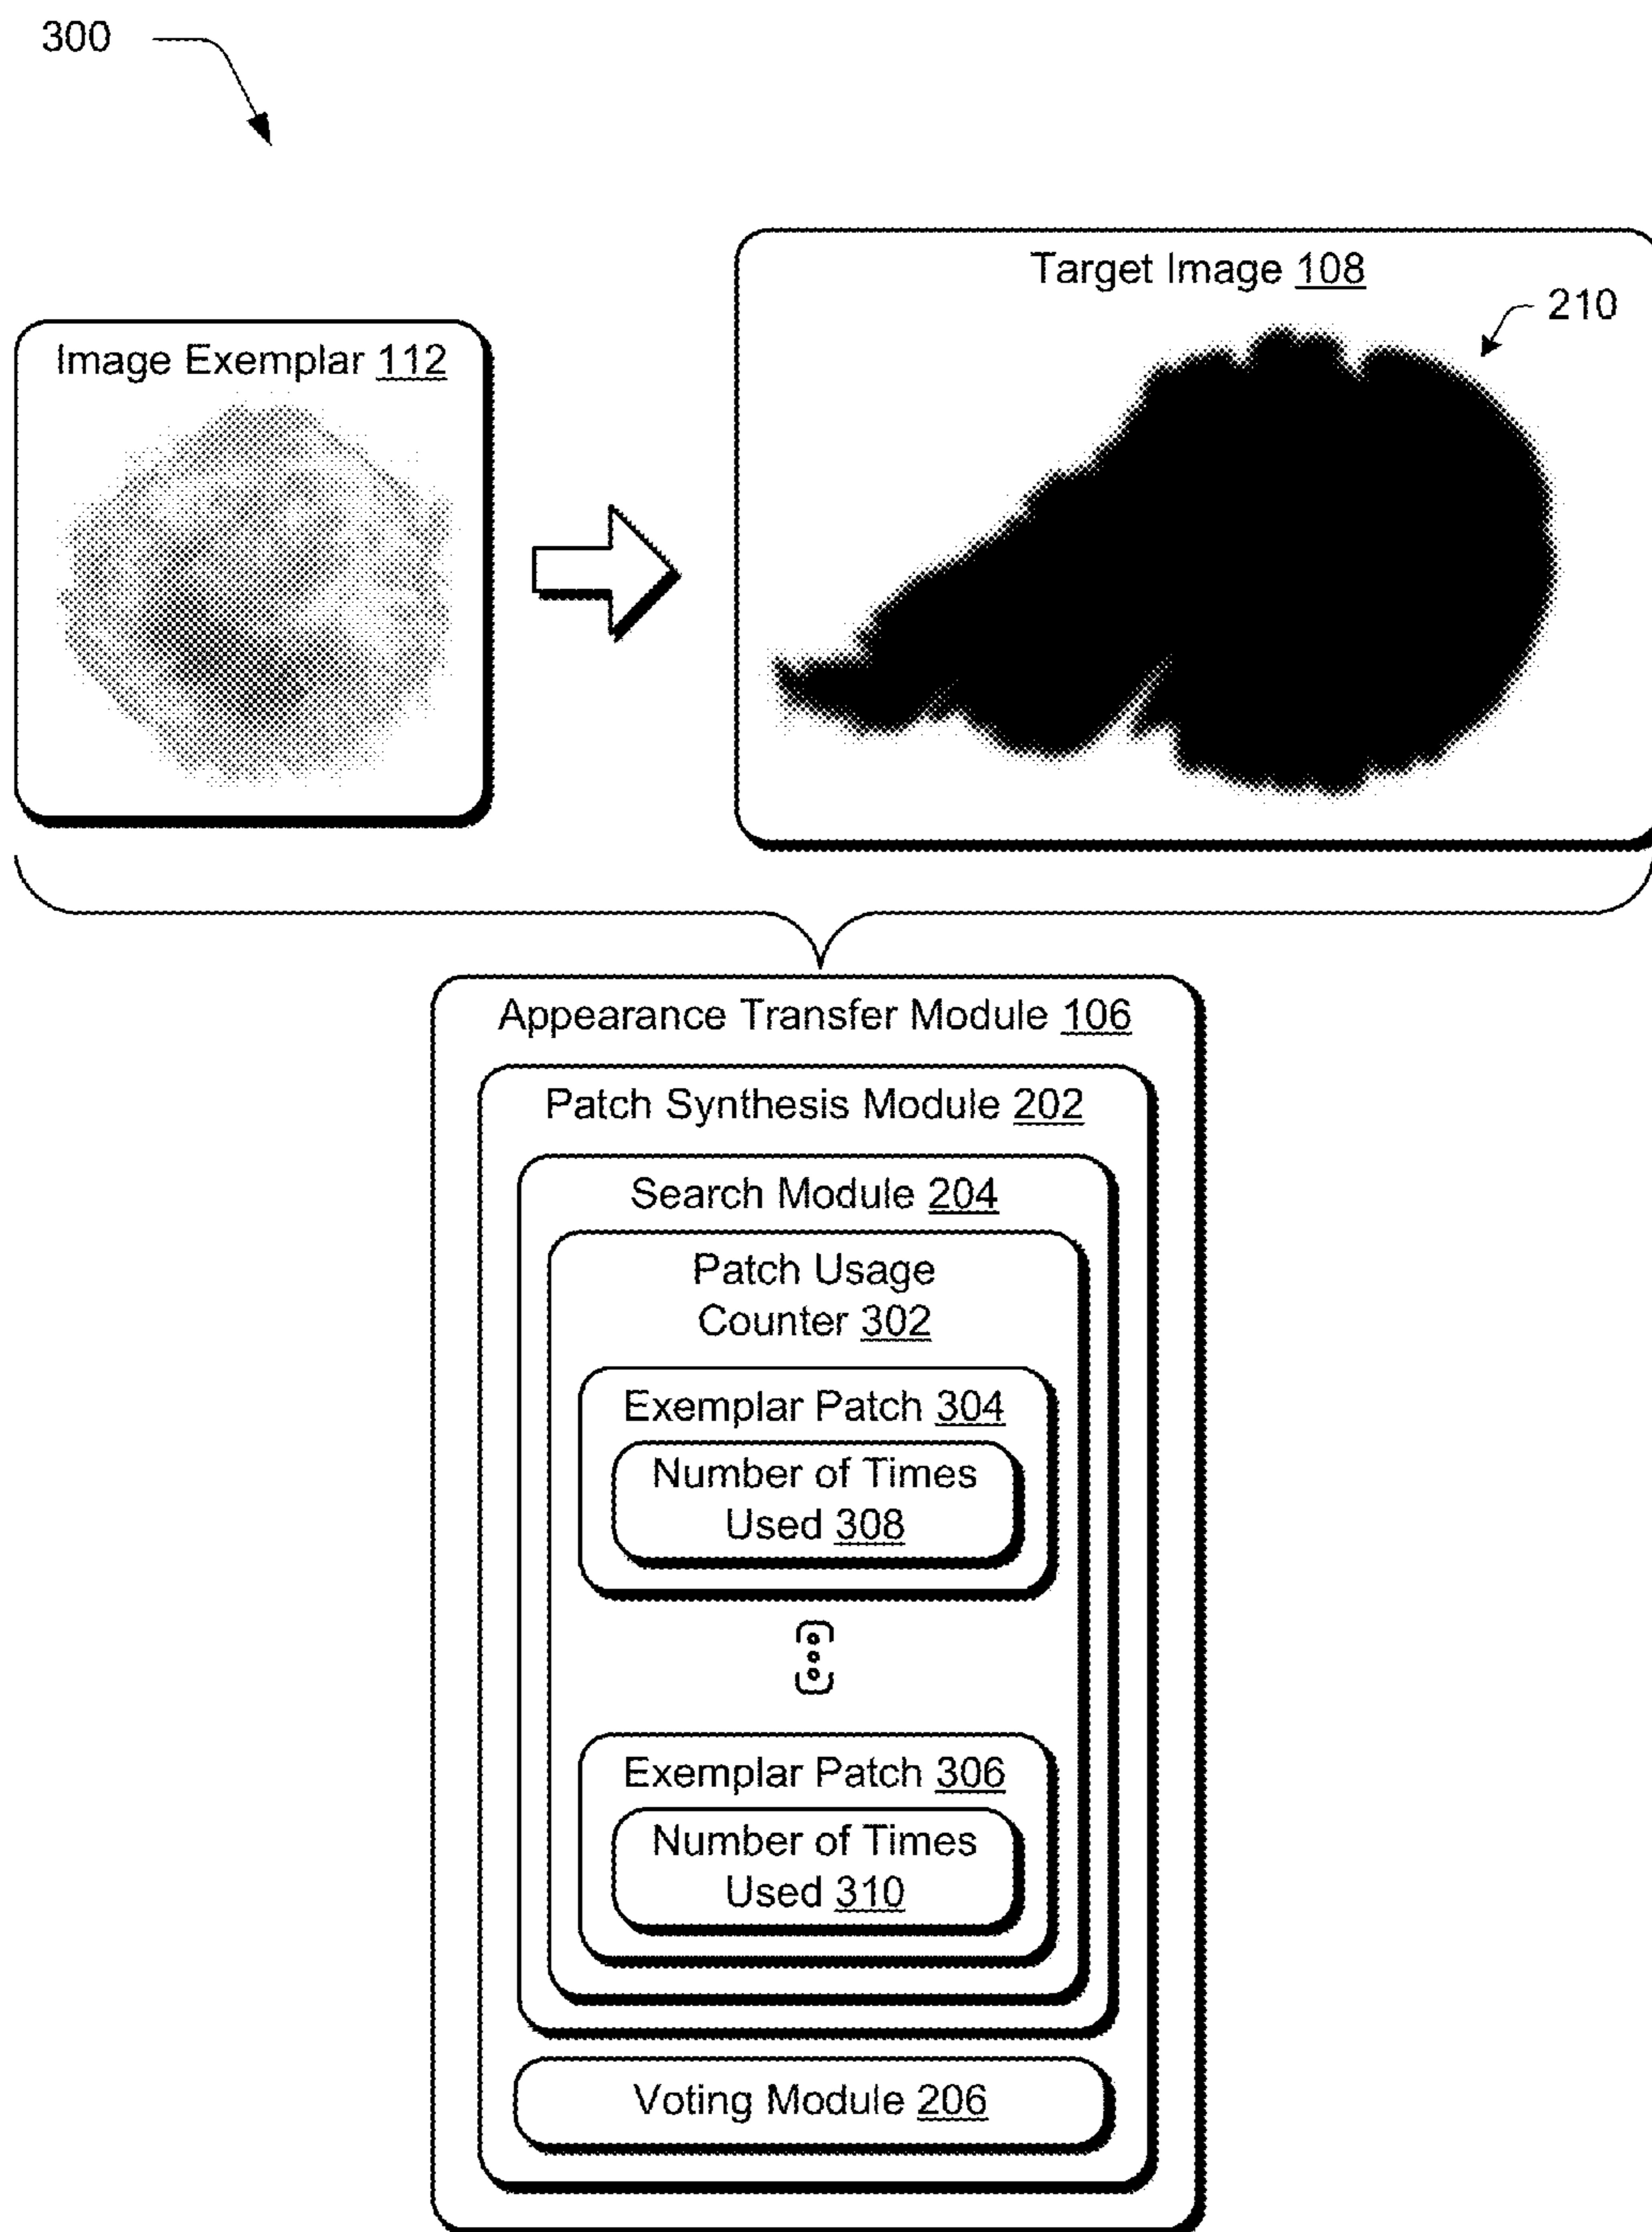 300
Target Image 108
210
Image Exemplar 112
Appearance Transfer Module 106
Patch Synthesis Module 202
Search Module 204
Patch Usage
Counter 302
Exemplar Patch 304
Number of Times
Used 308
Exemplar Patch 306
Number of Times
Used 310
Voting Module 206